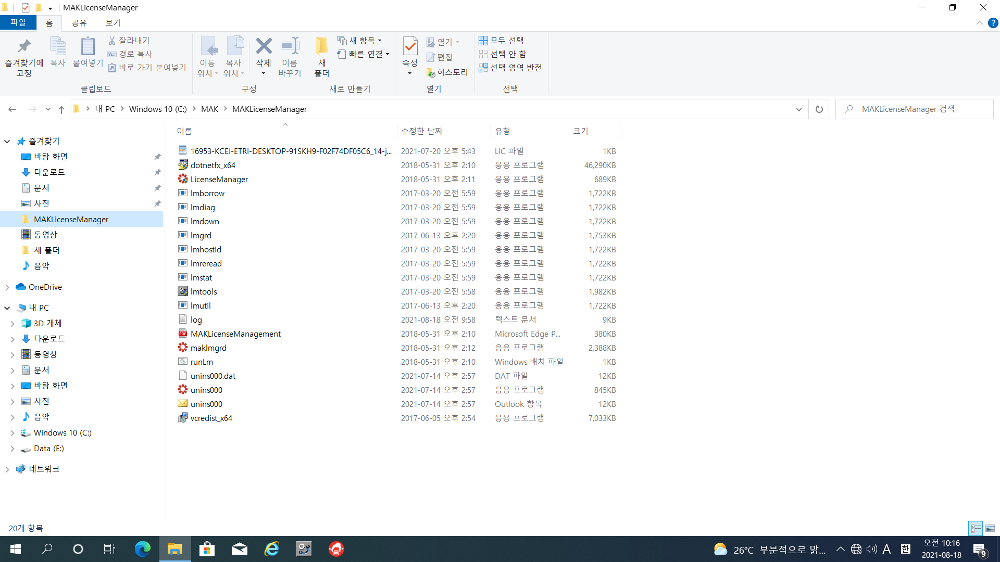 MAKLicenseManager
파일 홈 공유 보기
즐겨찾기에 고정
복사
붙여넣기
잘라내기
경로 복사
바로 가기 붙여넣기
클립보드
이동 위치
복사 위치
삭제
이름 바꾸기
구성
새 폴더
새 항목
빠른 연결
새로 만들기
속성
열기
편집
히스토리
열기
모두 선택
선택 안 함
선택 영역 반전
선택
내 PC > Windows 10 (C:) > MAK > MAKLicenseManager
MAKLicenseManager 검색
즐겨찾기
바탕 화면
다운로드
문서
사진
MAKLicenseManager
동영상
새 폴더
음악
OneDrive
내 PC
3D 개체
다운로드
동영상
문서
바탕 화면
사진
음악
Windows 10 (C:)
Data (E:)
네트워크
이름 수정한 날짜 유형 크기
16953-KCEI-ETRI-DESKTOP-91SKH9-F02F74DF05C6_14-j... 2021-07-20 오후 5:43 LIC 파일 1KB
dotnetfx_x64 2018-05-31 오후 2:10 응용 프로그램 46,290KB
LicenseManager 2018-05-31 오후 2:11 응용 프로그램 689KB
lmborrow 2017-03-20 오전 5:59 응용 프로그램 1,722KB
lmdiag 2017-03-20 오전 5:59 응용 프로그램 1,722KB
lmdown 2017-03-20 오전 5:59 응용 프로그램 1,722KB
lmgrd 2017-06-13 오후 2:20 응용 프로그램 1,753KB
lmhostid 2017-03-20 오전 5:59 응용 프로그램 1,722KB
lmreread 2017-03-20 오전 5:59 응용 프로그램 1,722KB
lmstat 2017-03-20 오전 5:59 응용 프로그램 1,722KB
lmtools 2017-03-20 오전 5:58 응용 프로그램 1,982KB
lmutil 2017-06-13 오후 2:20 응용 프로그램 1,722KB
log 2021-08-18 오전 9:58 텍스트 문서 9KB
MAKLicenseManagement 2018-05-31 오후 2:10 Microsoft Edge P... 380KB
maklmgrd 2018-05-31 오후 2:12 응용 프로그램 2,388KB
runLm 2018-05-31 오후 2:10 Windows 배치 파일 1KB
unins000.dat 2021-07-14 오후 2:57 DAT 파일 12KB
unins000 2021-07-14 오후 2:57 응용 프로그램 845KB
unins000 2021-07-14 오후 2:57 Outlook 항목 12KB
vcredist_x64 2017-06-05 오후 2:54 응용 프로그램 7,033KB
20개 항목
26°C 부분적으로 맑... A 한 오전 10:16
2021-08-18
9